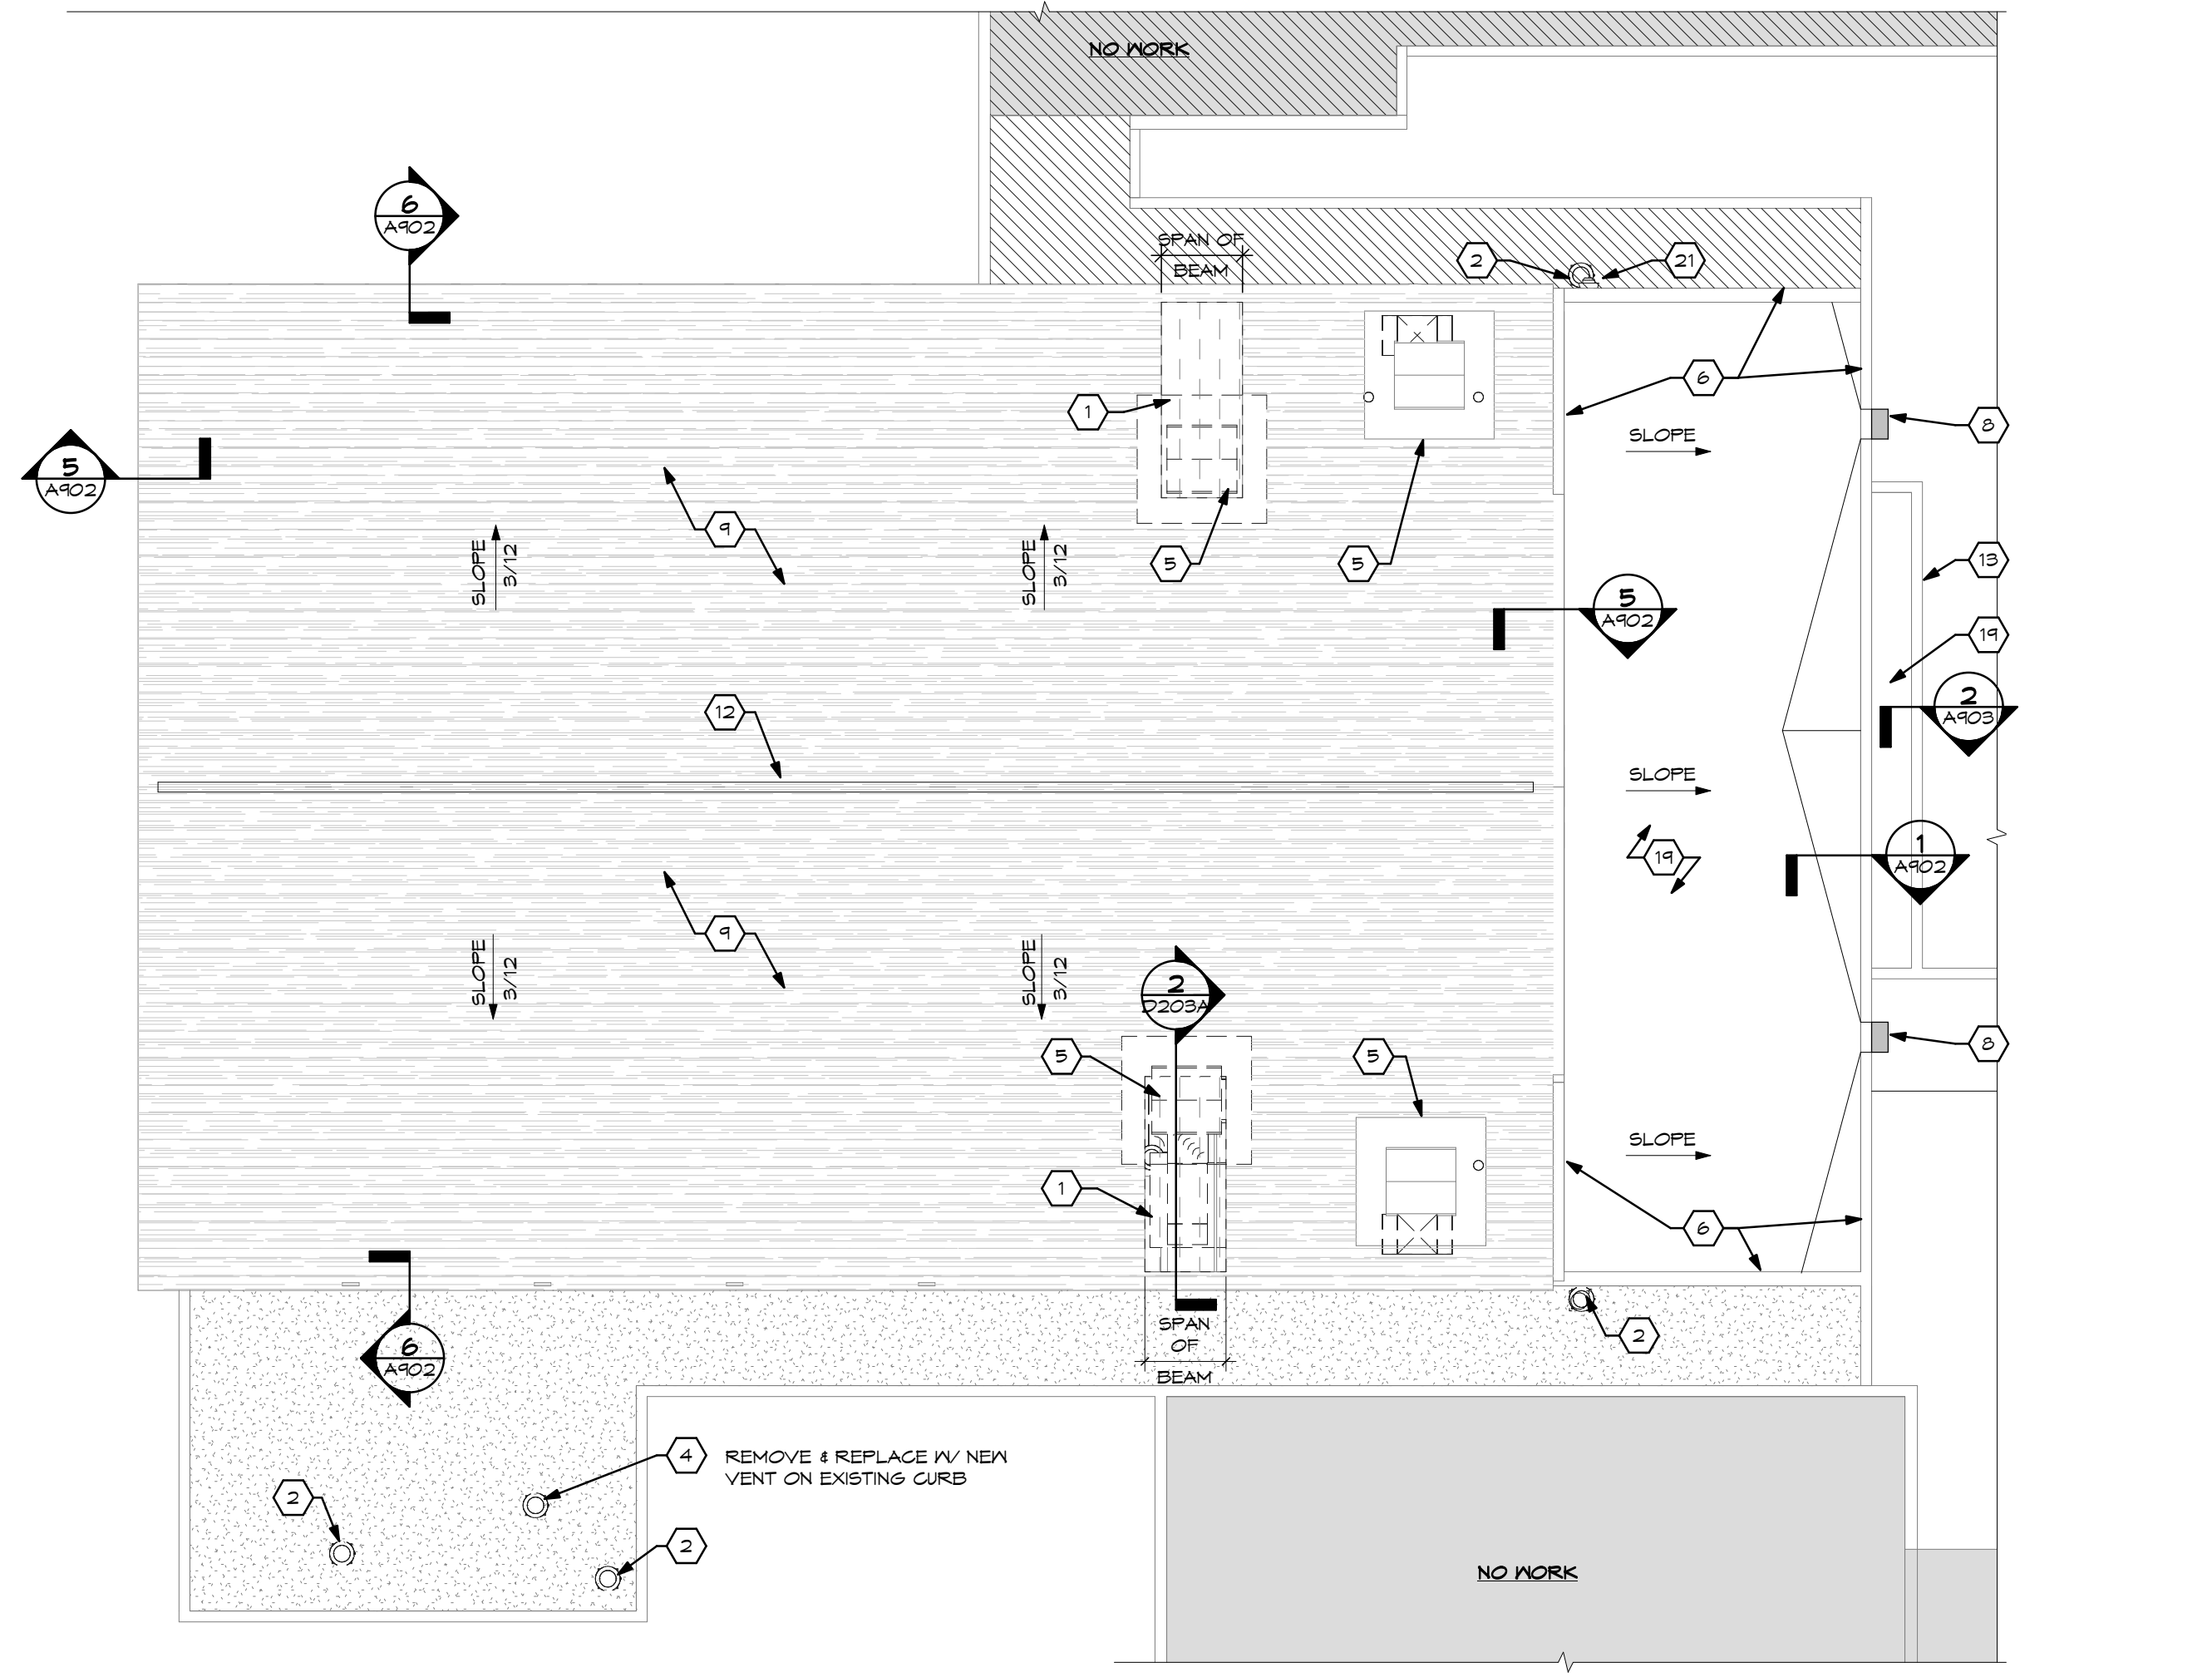 NO WORK
6
A902
SPAN OF
BEAM
2
21
6
1
8
SLOPE
5
A902
9
SLOPE
3/12
SLOPE
3/12
5
5
13
5
A902
19
2
A903
12
SLOPE
19
1
A902
9
SLOPE
3/12
SLOPE
3/12
2
D203A
5
5
8
SLOPE
1
6
SPAN
OF
BEAM
2
6
A902
4
REMOVE & REPLACE W/ NEW
VENT ON EXISTING CURB
2
2
NO WORK